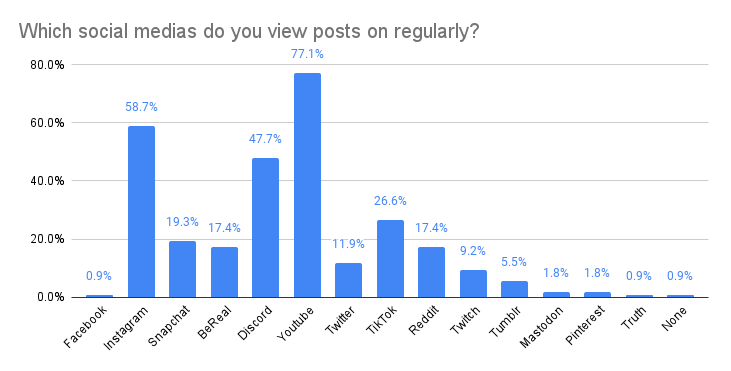 Which social medias do you view posts on regularly?
80.0%
60.0%
40.0%
20.0%
0.0%
0.9%
58.7%
19.3%
17.4%
47.7%
77.1%
11.9%
26.6%
17.4%
9.2%
5.5%
1.8%
1.8%
0.9%
0.9%
Facebook
Instagram
Snapchat
BeReal
Discord
Youtube
Twitter
TikTok
Reddit
Twitch
Tumblr
Mastodon
Pinterest
Truth
None